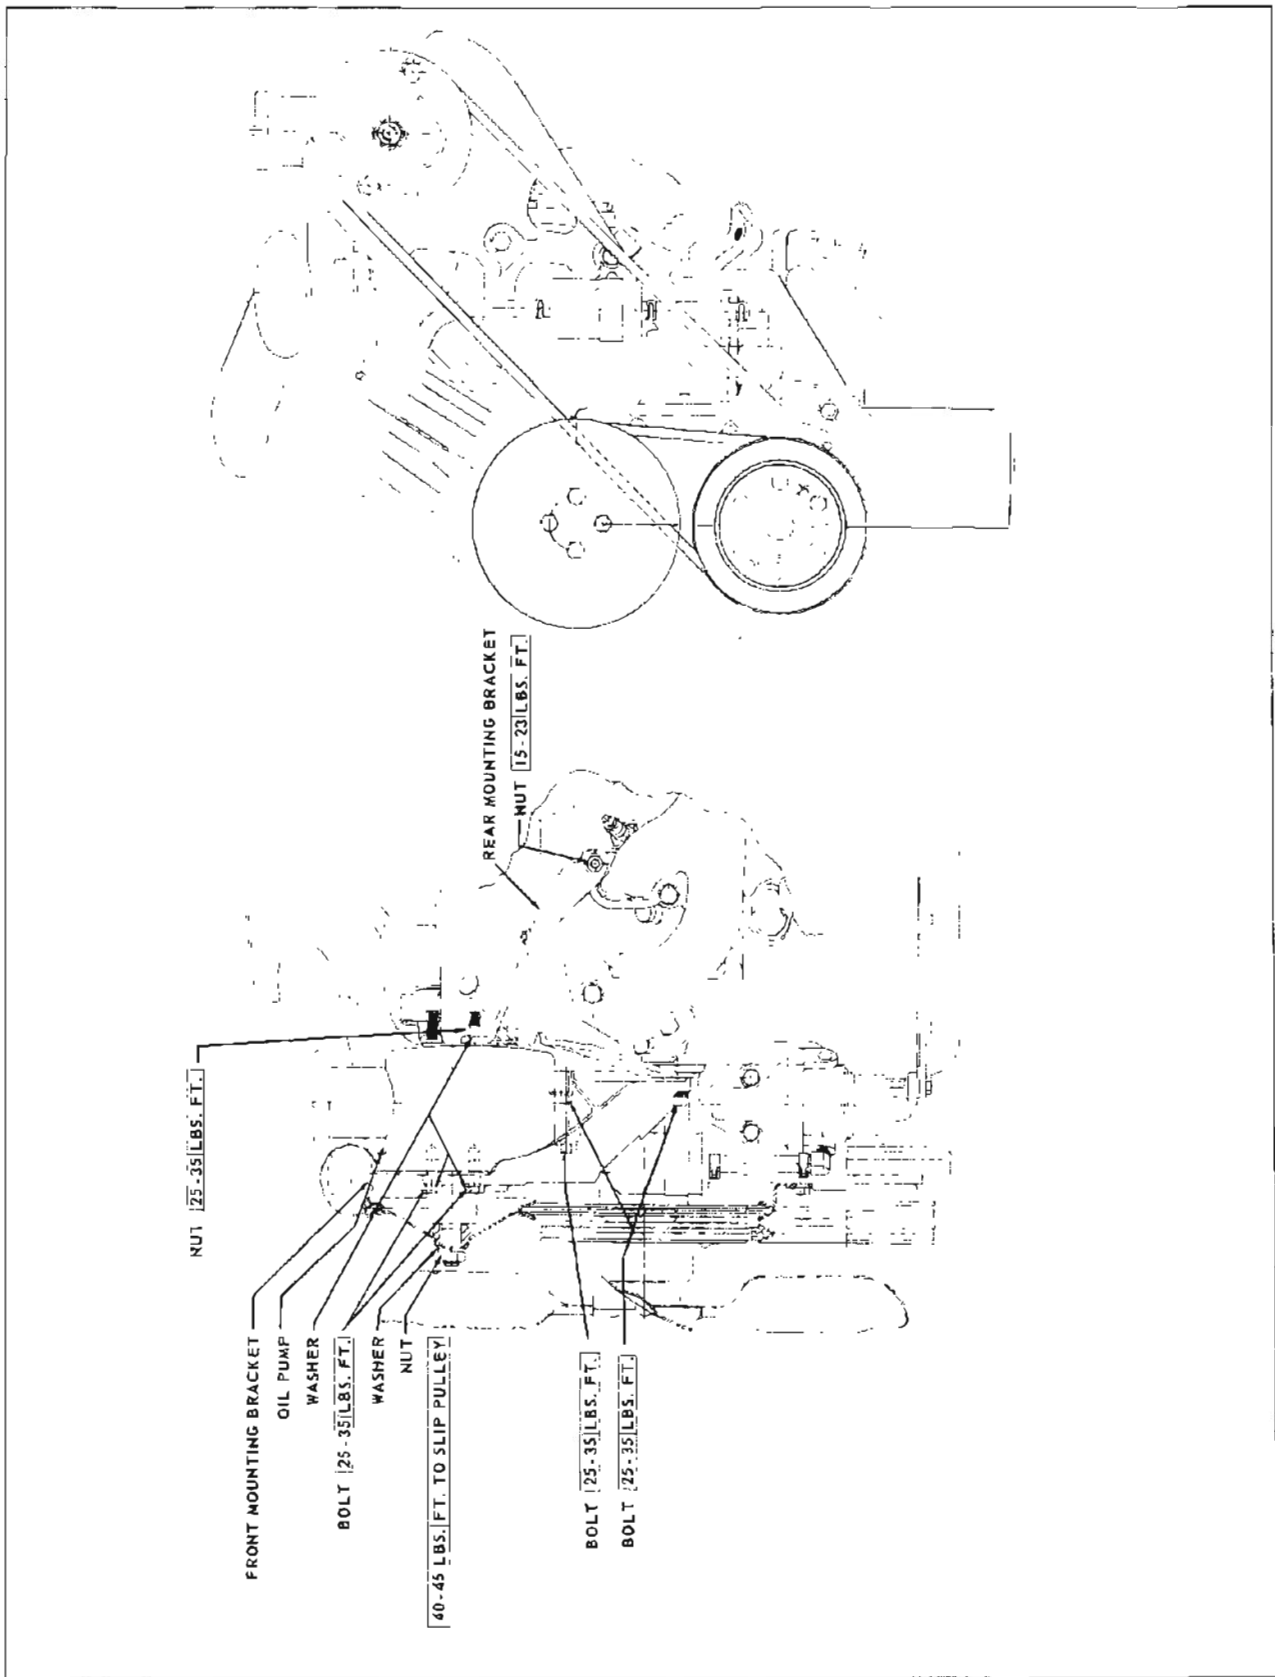 NUT 25-35 LBS. FT.
FRONT MOUNTING BRACKET
OIL PUMP
WASHER
BOLT 25-35 LBS. FT.
WASHER
NUT
40-45 LBS. FT. TO SLIP PULLEY
REAR MOUNTING BRACKET
NUT 15-23 LBS. FT.
BOLT 25-35 LBS. FT.
BOLT 25-35 LBS. FT.